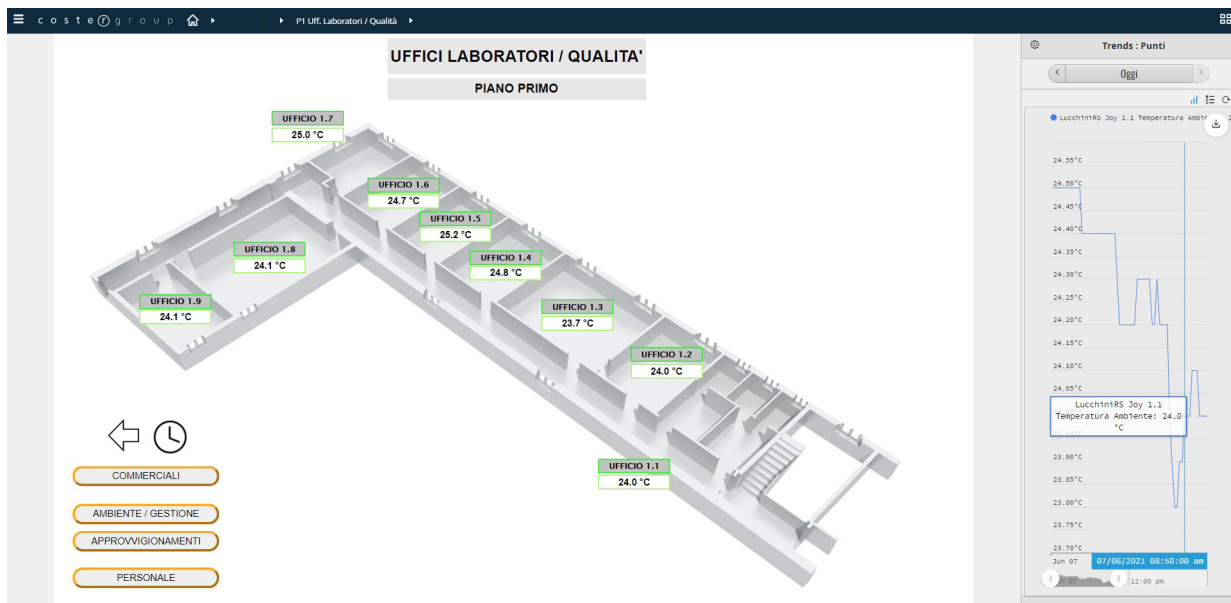 costergroup
P1 Uff. Laboratori / Qualità
UFFICI LABORATORI / QUALITA'
PIANO PRIMO
UFFICIO 1.7
25.0 °C
UFFICIO 1.6
24.7 °C
UFFICIO 1.5
25.2 °C
UFFICIO 1.8
24.1 °C
UFFICIO 1.4
24.8 °C
UFFICIO 1.9
24.1 °C
UFFICIO 1.3
23.7 °C
UFFICIO 1.2
24.0 °C
UFFICIO 1.1
24.0 °C
COMMERCIALI
AMBIENTE / GESTIONE
APPROVVIGIONAMENTI
PERSONALE
Trends : Punti
Oggi
LucchiniRS Joy 1.1 Temperatura
24.55°C
24.50°C
24.45°C
24.40°C
24.35°C
24.30°C
24.25°C
24.20°C
24.15°C
24.10°C
24.05°C
LucchiniRS Joy 1.1
Temperatura Ambiente: 24.0
°C
23.90°C
23.85°C
23.80°C
23.75°C
23.70°C
Jun 07
07/06/2021 08:50:00 am
12:00 pm